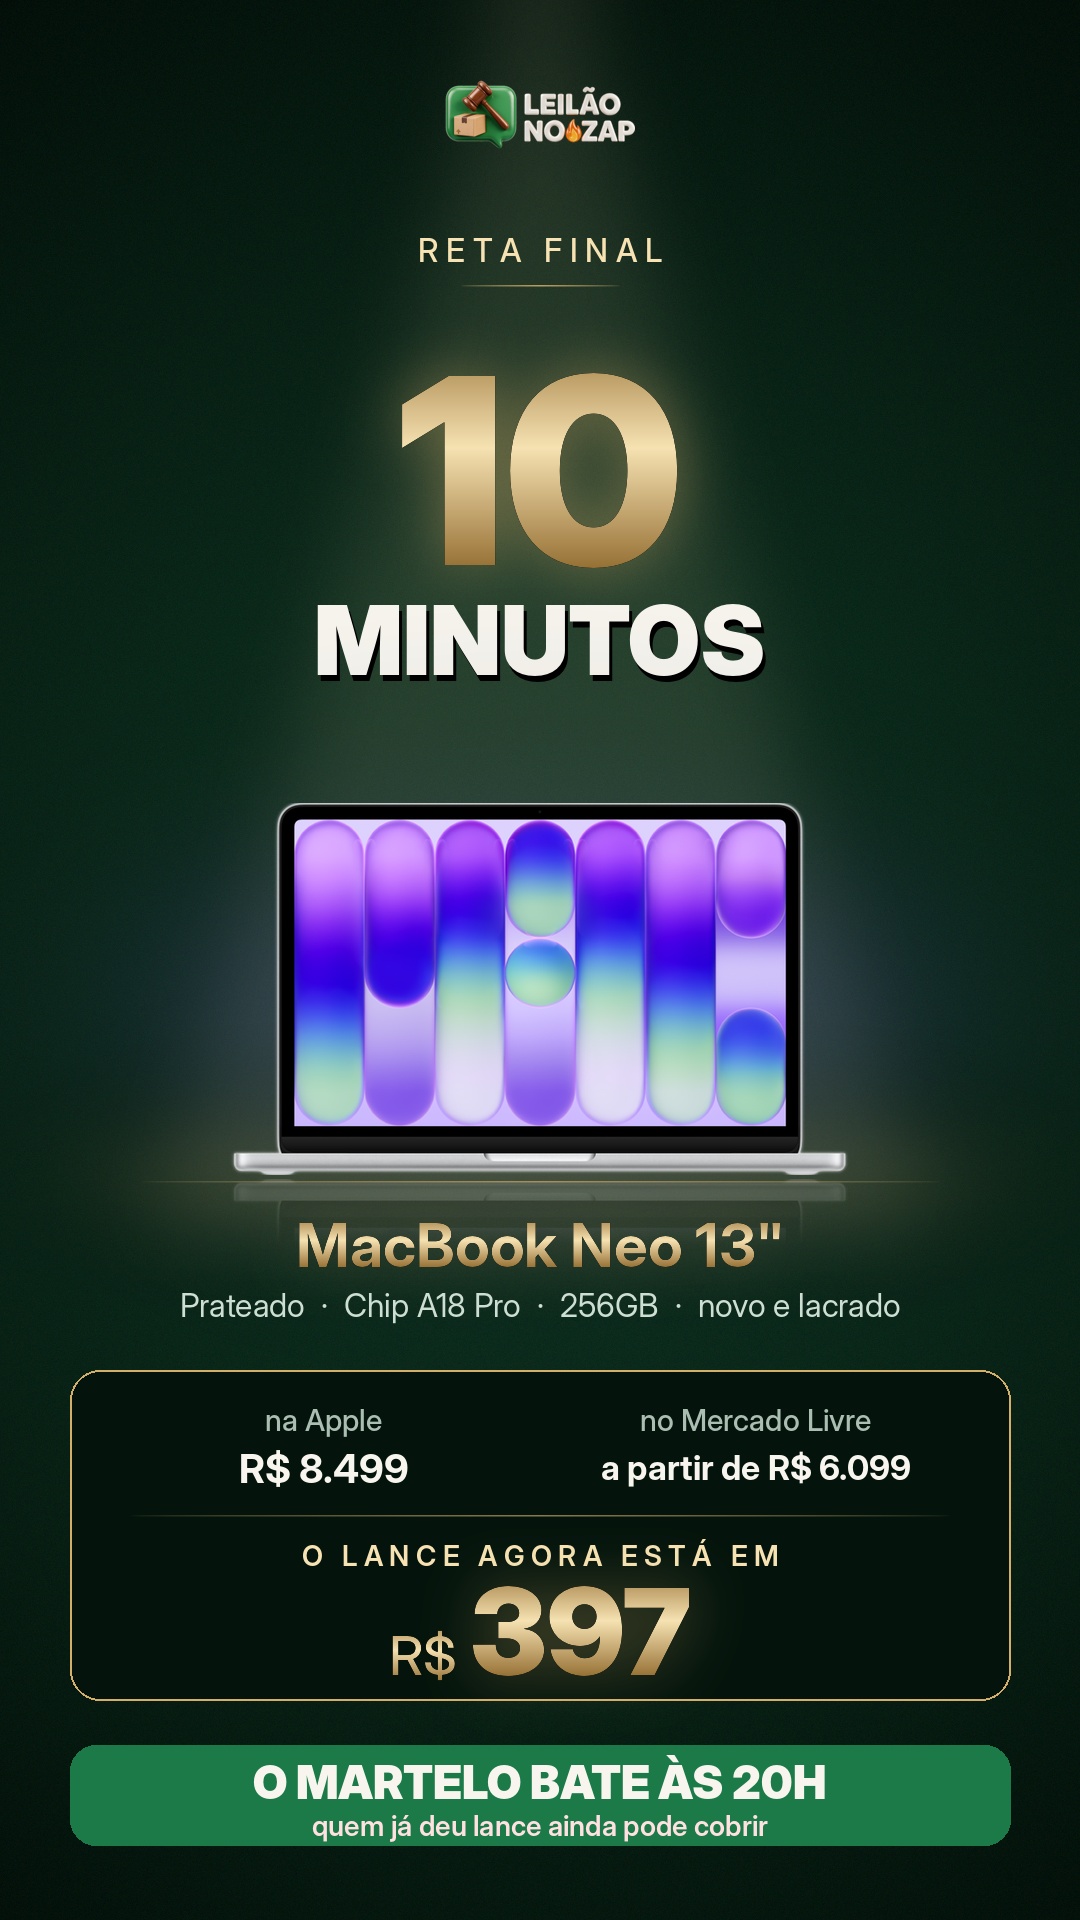 LEILÃO
NO ZAP
RETA FINAL
10
MINUTOS
MacBook Neo 13"
Prateado · Chip A18 Pro · 256GB · novo e lacrado
na Apple
R$ 8.499
no Mercado Livre
a partir de R$ 6.099
O LANCE AGORA ESTÁ EM
R$ 397
O MARTELO BATE ÀS 20H
quem já deu lance ainda pode cobrir